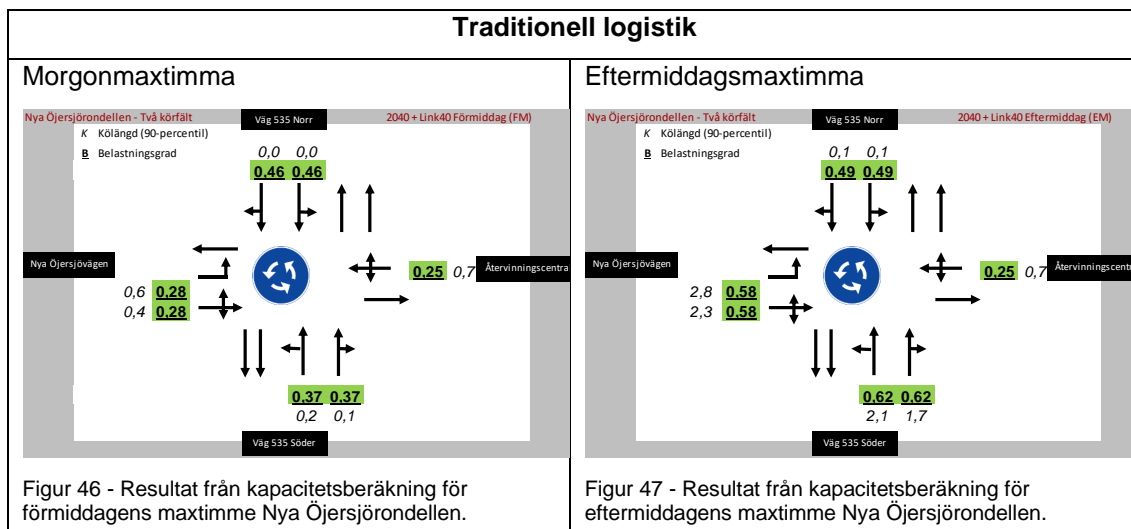 Traditionell logistik
Morgonmaxtimma
Nya Öjersjörondellen - Två körfält
Väg 535 Norr
2040 + Link40 Förmiddag (FM)
K Kölängd (90-percentil)
B Belastningsgrad
0,0 0,0
0,46 0,46
Nya Öjersjövägen
0,25 0,7
Återvinningscentra
0,6 0,28
0,4 0,28
0,37 0,37
0,2 0,1
Väg 535 Söder
Figur 46 - Resultat från kapacitetsberäkning för
förmiddagens maxtimme Nya Öjersjörondellen.
Eftermiddagsmaxtimma
Nya Öjersjörondellen - Två körfält
Väg 535 Norr
2040 + Link40 Eftermiddag (EM)
K Kölängd (90-percentil)
B Belastningsgrad
0,1 0,1
0,49 0,49
Nya Öjersjövägen
0,25 0,7
Återvinningscentr
2,8 0,58
2,3 0,58
0,62 0,62
2,1 1,7
Väg 535 Söder
Figur 47 - Resultat från kapacitetsberäkning för
eftermiddagens maxtimme Nya Öjersjörondellen.